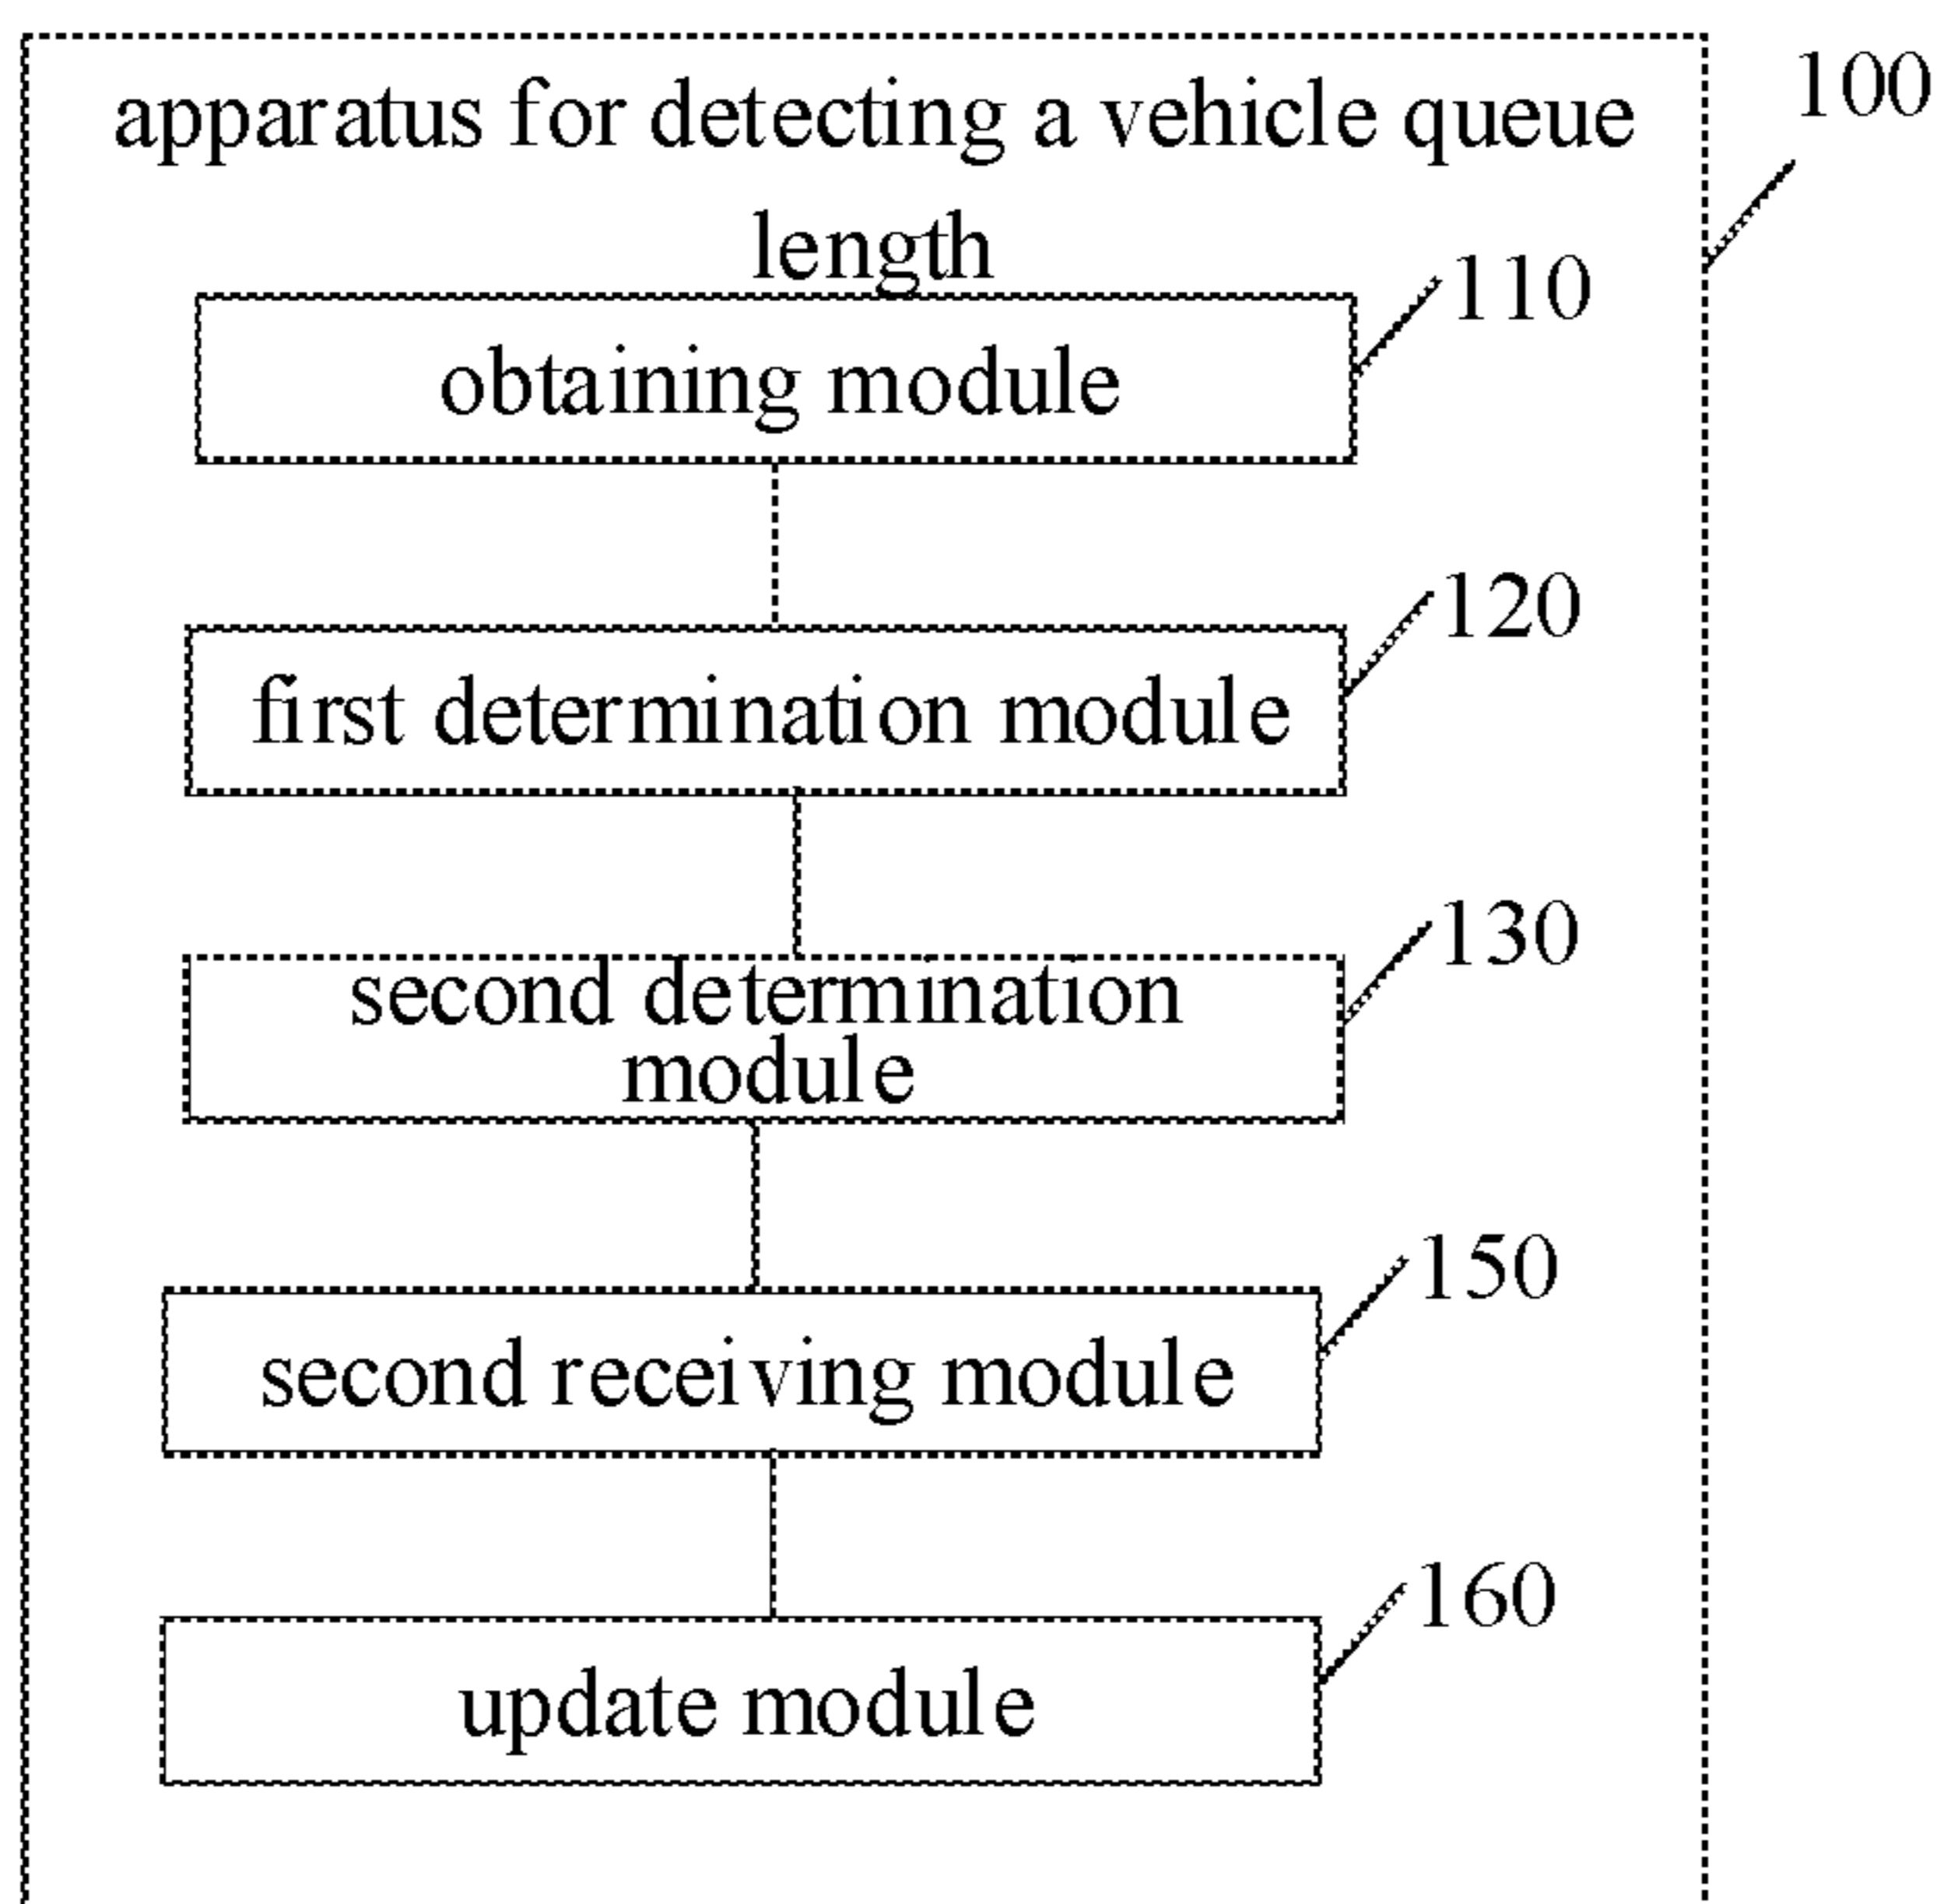 apparatus for detecting a vehicle queue
length
100
obtaining module
110
first determination module
120
second determination
module
130
second receiving module
150
update module
160